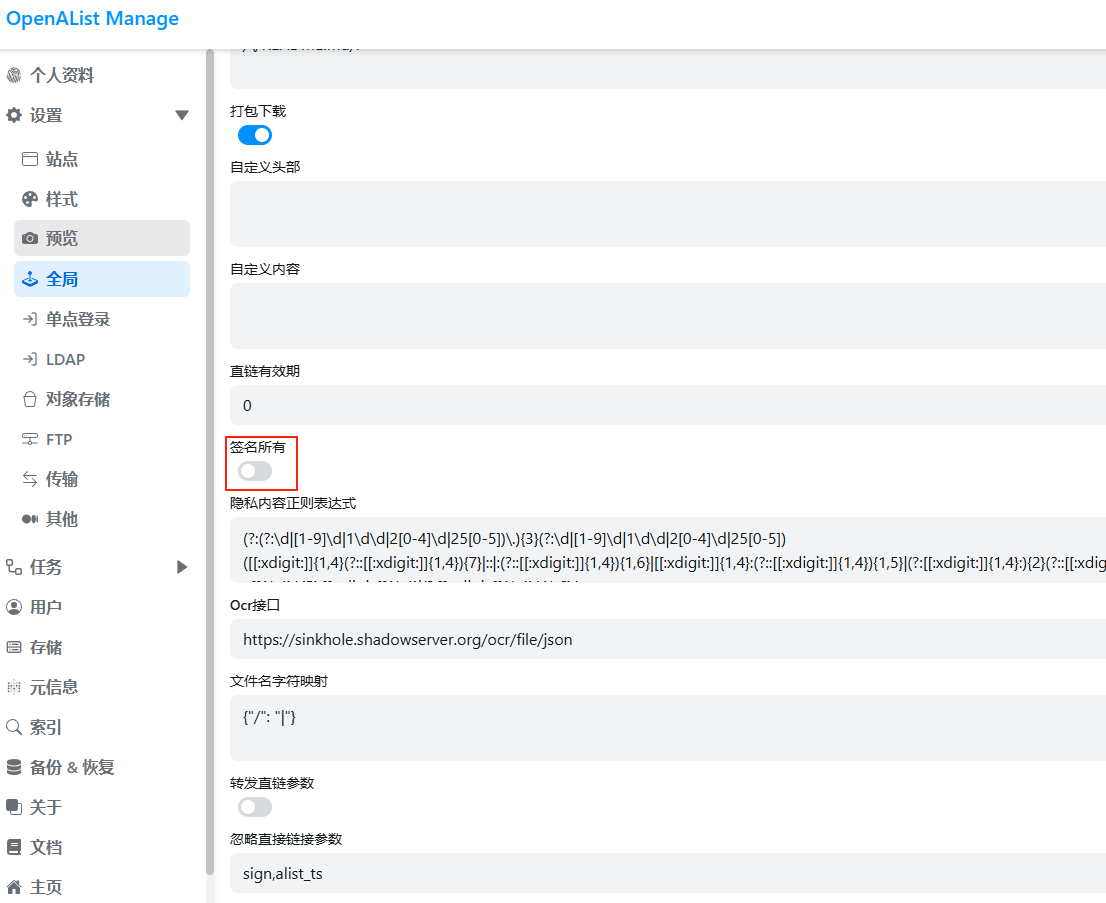 OpenAList Manage
个人资料
设置
站点
样式
预览
全局
单点登录
LDAP
对象存储
FTP
传输
其他
任务
用户
存储
元信息
索引
备份 & 恢复
关于
文档
主页
打包下载
自定义头部
自定义内容
直链有效期
0
签名所有
隐私内容正则表达式
(?:(?:\d|[1-9]\d|1\d\d|2[0-4]\d|25[0-5])\.){3}(?:\d|[1-9]\d|1\d\d|2[0-4]\d|25[0-5])
([[:xdigit:]]{1,4}(?::[[:xdigit:]]{1,4}){7}|::|:(?::[[:xdigit:]]{1,4}){1,6}|[[:xdigit:]]{1,4}:(?::[[:xdigit:]]{1,4}){1,5}|(?:[[:xdigit:]]{1,4}:){2}(?::[[:xdig
Ocr接口
https://sinkhole.shadowserver.org/ocr/file/json
文件名字符映射
{"/": "|"}
转发直链参数
忽略直接链接参数
sign,alist_ts